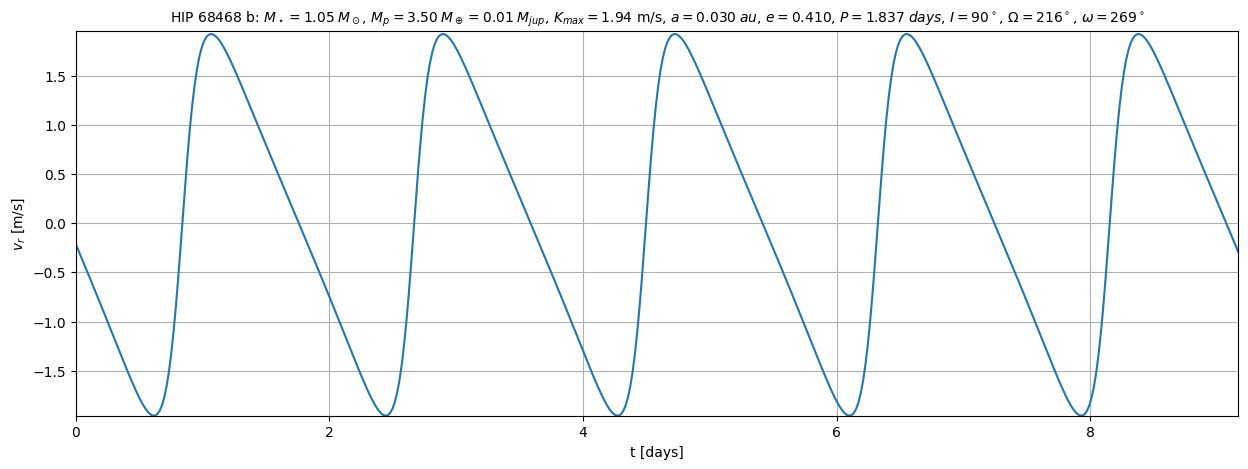 HIP 68468 b: M⋆ = 1.05 M⊙, Mp = 3.50 M⊕ = 0.01 Mjup, Kmax = 1.94 m/s, a = 0.030 au, e = 0.410, P = 1.837 days, I = 90°, Ω = 216°, ω = 269°
1.5
1.0
0.5
0.0
−0.5
−1.0
−1.5
vr [m/s]
0 2 4 6 8
t [days]